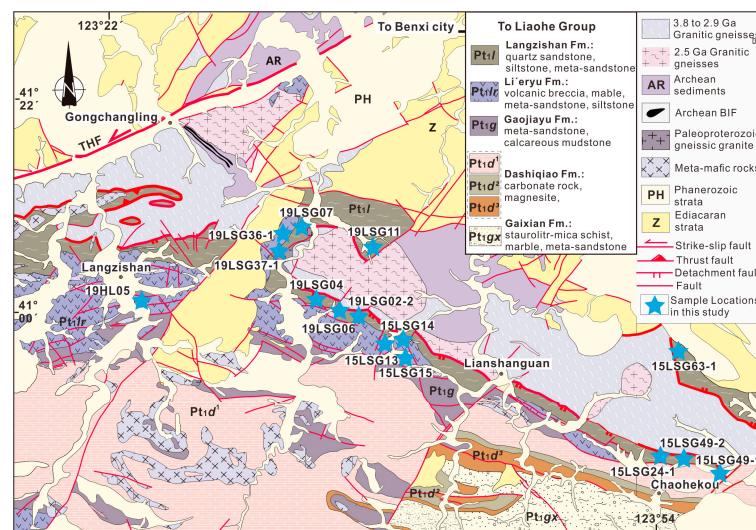 123°22′
To Benxi city
AR
41°
22′
Gongchangling
THF
PH
Z
Pt₁l
19LSG07
19LSG36-1
19LSG11
19LSG37-1
Langzishan
19HL05
19LSG04
19LSG02-2
41°
00′
Pt₁lr
19LSG06
15LSG14
15LSG13
15LSG15
Lianshanguan
15LSG63-1
Pt₁g
Pt₁d¹
15LSG49-2
15LSG49-
Pt₁d³
15LSG24-1
Pt₁d²
Chaohekou
Pt₁gx
123°54′
To Liaohe Group
Pt₁l
Langzishan Fm.:
quartz sandstone,
siltstone, meta-sandstone
Pt₁lr
Li´eryu Fm.:
volcanic breccia, mable,
meta-sandstone, siltstone
Pt₁g
Gaojiayu Fm.:
meta-sandstone,
calcareous mudstone
Pt₁d¹
Pt₁d²
Pt₁d³
Dashiqiao Fm.:
carbonate rock,
magnesite,
Pt₁gx
Gaixian Fm.:
staurolitr-mica schist,
marble, meta-sandstone
3.8 to 2.9 Ga
Granitic gneisses
2.5 Ga Granitic
gneisses
AR
Archean
sediments
Archean BIF
Paleoproterozoic
gneissic granite
Meta-mafic rocks
PH
Phanerozoic
strata
Z
Ediacaran
strata
Strike-slip fault
Thrust fault
Detachment faul
Fault
Sample Locations
in this study